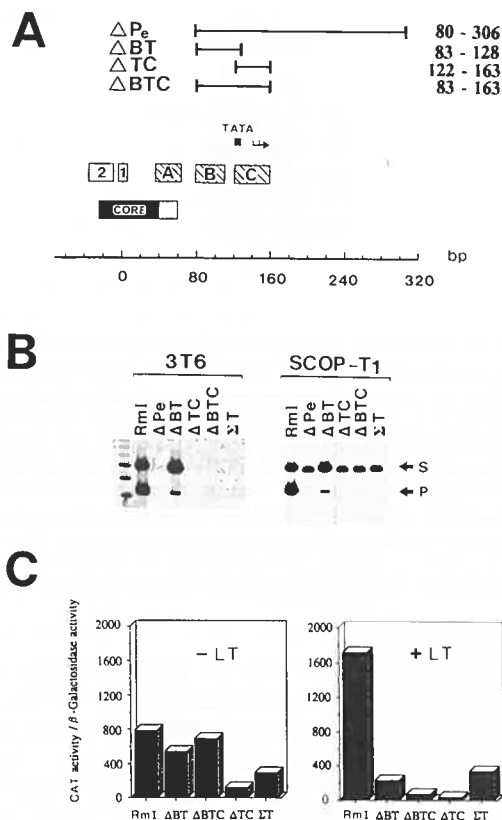 A
△Pe 80 - 306
△BT 83 - 128
△TC 122 - 163
△BTC 83 - 163
TATA
2 1 A B C
CORE
bp
0 80 160 240 320
B
3T6 SCOP-T1
RmI △Pe △BT △TC △BTC ΣT RmI △Pe △BT △TC △BTC ΣT
S
P
C
CAT activity / β-Galactosidase activity
2000 2000
1600 - LT 1600 + LT
1200 1200
800 800
400 400
0 0
RmI ΔBT ΔBTC ΔTC ΣT RmI ΔBT ΔBTC ΔTC ΣT